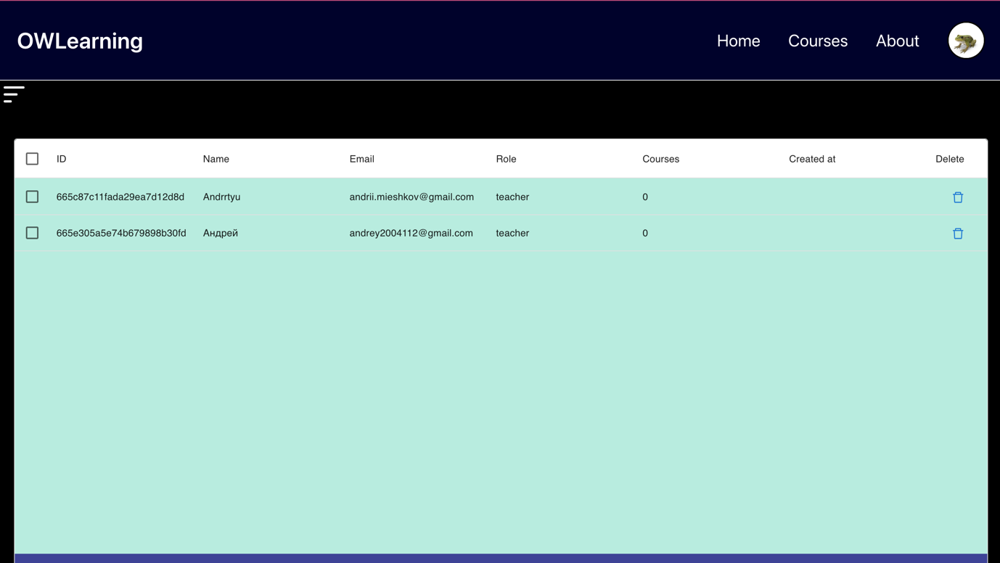 OWLearning Home Courses About
ID Name Email Role Courses Created at Delete
665c87c11fada29ea7d12d8d Andrrtyu andrii.mieshkov@gmail.com teacher 0
665e305a5e74b679898b30fd Андрей andrey2004112@gmail.com teacher 0